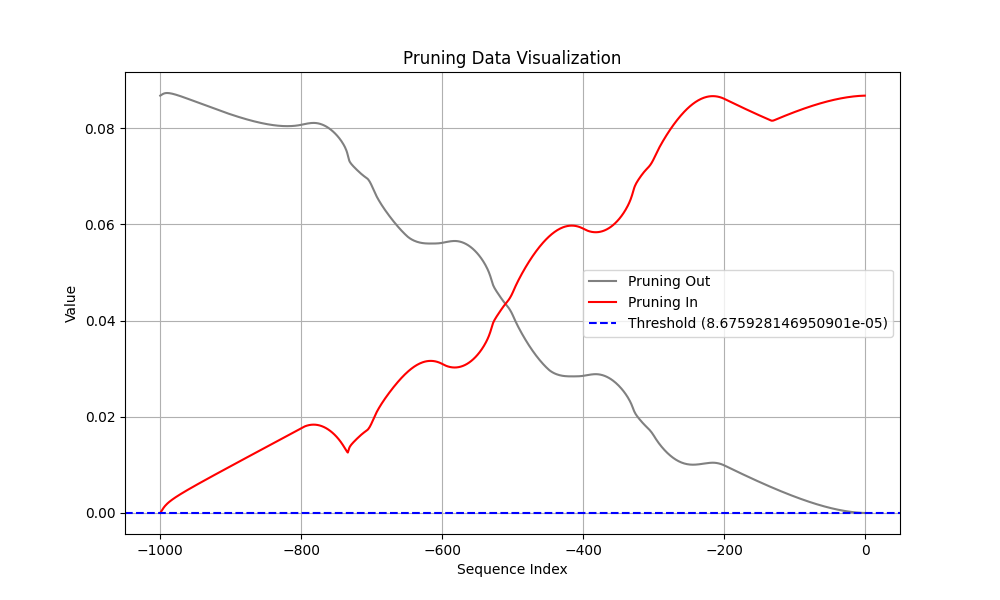 Pruning Data Visualization
Value
0.08
0.06
0.04
0.02
0.00
Pruning Out
Pruning In
Threshold (8.675928146950901e-05)
−1000
−800
−600
−400
−200
0
Sequence Index